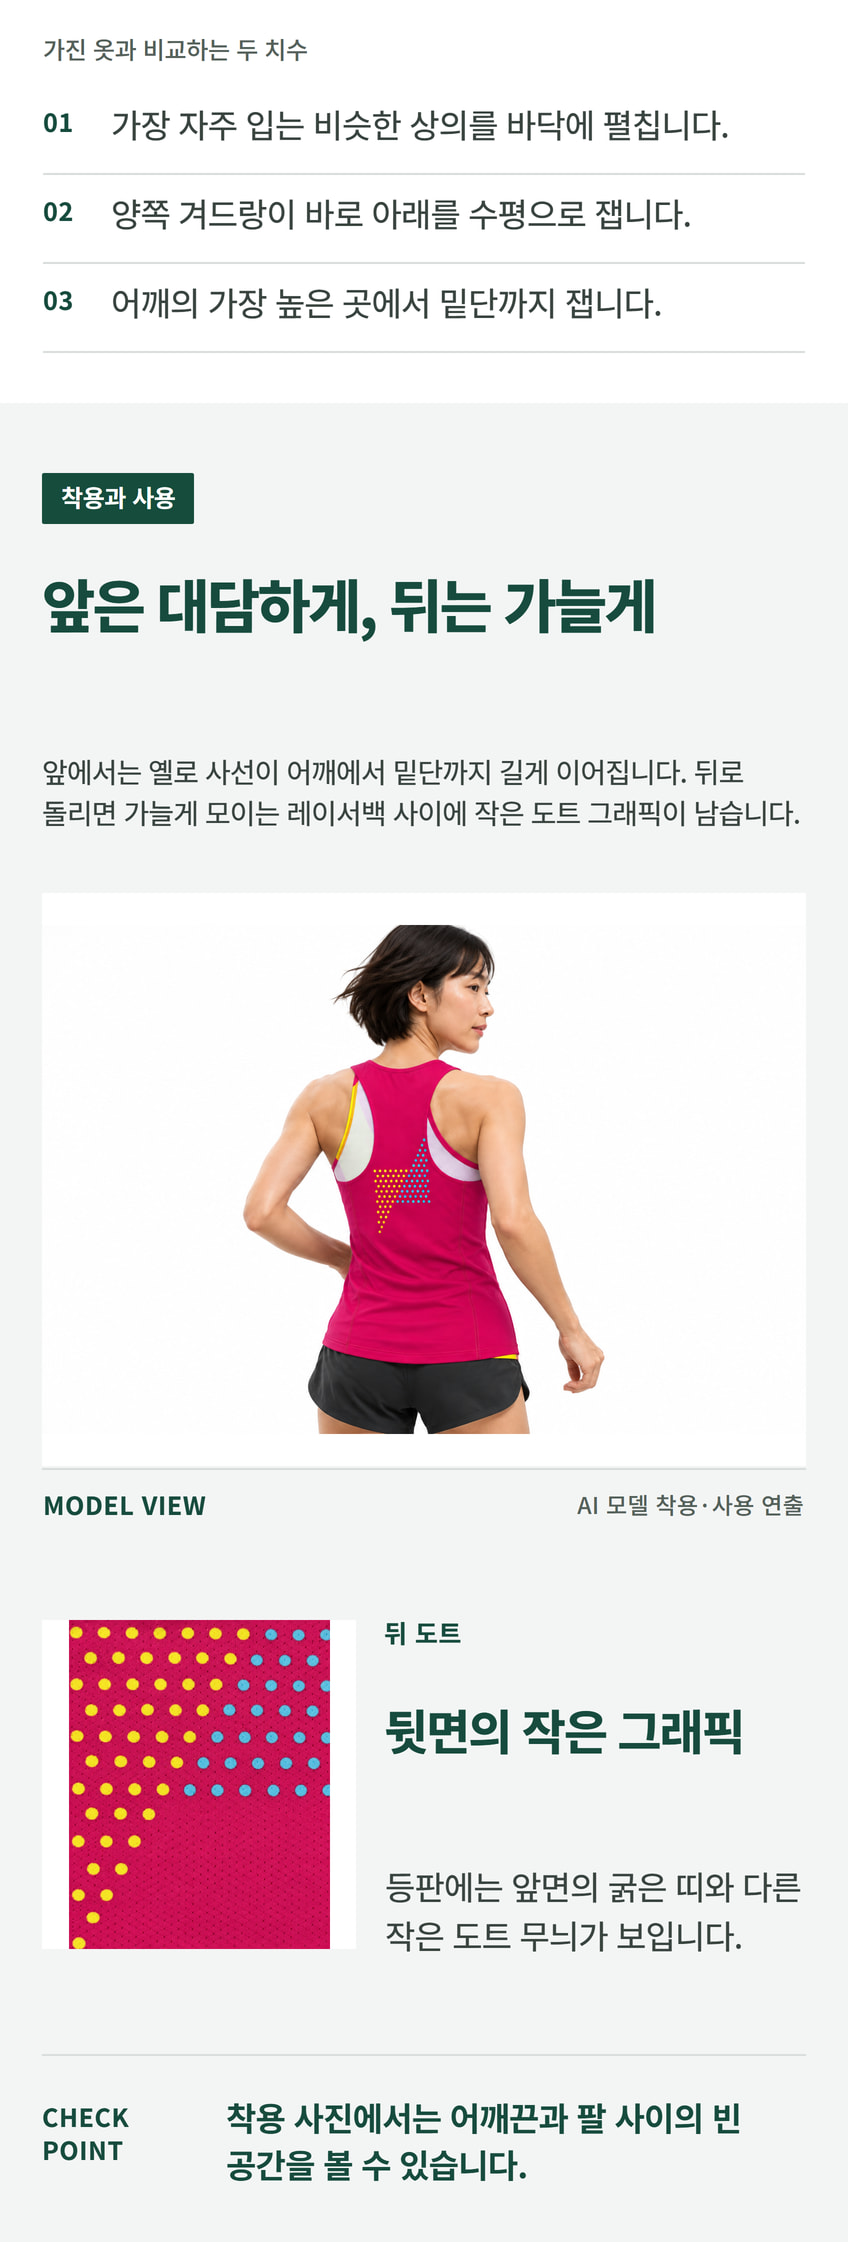 가진 옷과 비교하는 두 치수
01 가장 자주 입는 비슷한 상의를 바닥에 펼칩니다.
02 양쪽 겨드랑이 바로 아래를 수평으로 잽니다.
03 어깨의 가장 높은 곳에서 밑단까지 잽니다.
착용과 사용
앞은 대담하게, 뒤는 가늘게
앞에서는 옐로 사선이 어깨에서 밑단까지 길게 이어집니다. 뒤로
돌리면 가늘게 모이는 레이서백 사이에 작은 도트 그래픽이 남습니다.
MODEL VIEW
AI 모델 착용·사용 연출
뒤 도트
뒷면의 작은 그래픽
등판에는 앞면의 굵은 띠와 다른
작은 도트 무늬가 보입니다.
CHECK
POINT
착용 사진에서는 어깨끈과 팔 사이의 빈
공간을 볼 수 있습니다.